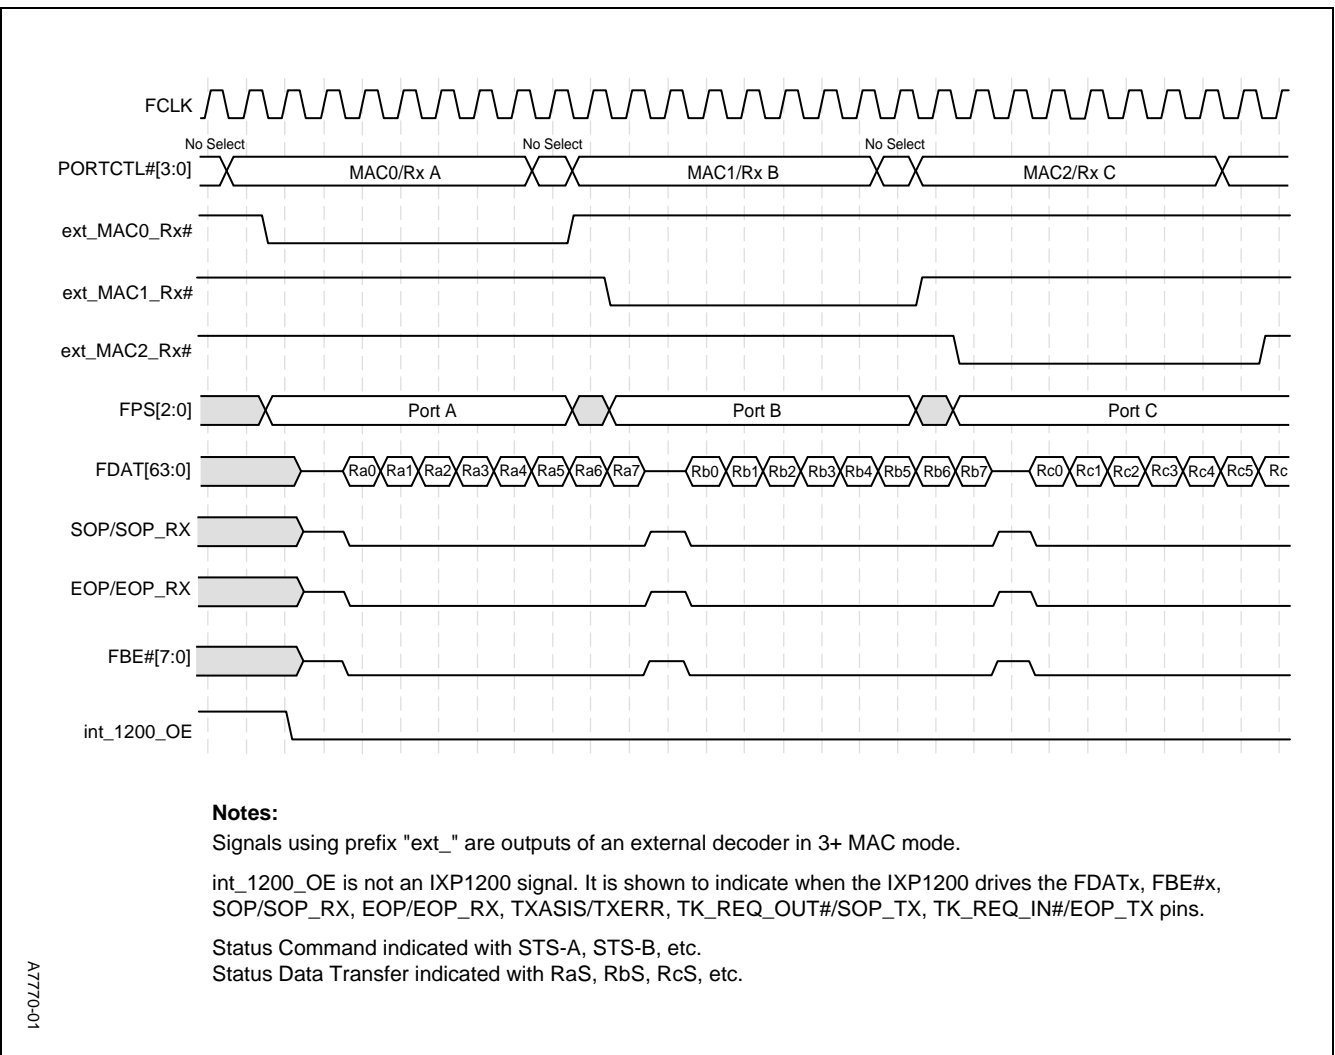 FCLK
No Select No Select No Select
PORTCTL#[3:0] MAC0/Rx A MAC1/Rx B MAC2/Rx C
ext_MAC0_Rx#
ext_MAC1_Rx#
ext_MAC2_Rx#
FPS[2:0] Port A Port B Port C
FDAT[63:0] Ra0 Ra1 Ra2 Ra3 Ra4 Ra5 Ra6 Ra7 Rb0 Rb1 Rb2 Rb3 Rb4 Rb5 Rb6 Rb7 Rc0 Rc1 Rc2 Rc3 Rc4 Rc5 Rc
SOP/SOP_RX
EOP/EOP_RX
FBE#[7:0]
int_1200_OE
Notes:
Signals using prefix "ext_" are outputs of an external decoder in 3+ MAC mode.
int_1200_OE is not an IXP1200 signal. It is shown to indicate when the IXP1200 drives the FDATx, FBE#x,
SOP/SOP_RX, EOP/EOP_RX, TXASIS/TXERR, TK_REQ_OUT#/SOP_TX, TK_REQ_IN#/EOP_TX pins.
Status Command indicated with STS-A, STS-B, etc.
Status Data Transfer indicated with RaS, RbS, RcS, etc.
A7770-01